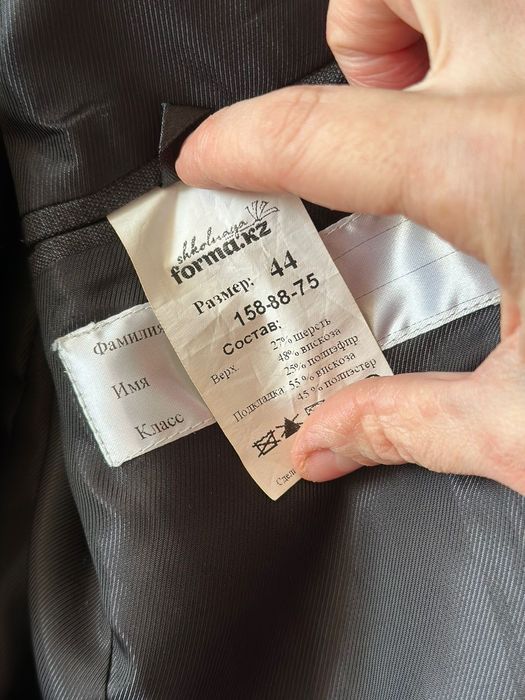 shkolnaya
forma.kz
Размер: 44
158-88-75
Состав:
Верх. 27% шерсть
48% вискоза
25% полиэфир
Подкладка: 55% вискоза
45% полиэстер
Фамилия
Имя
Класс